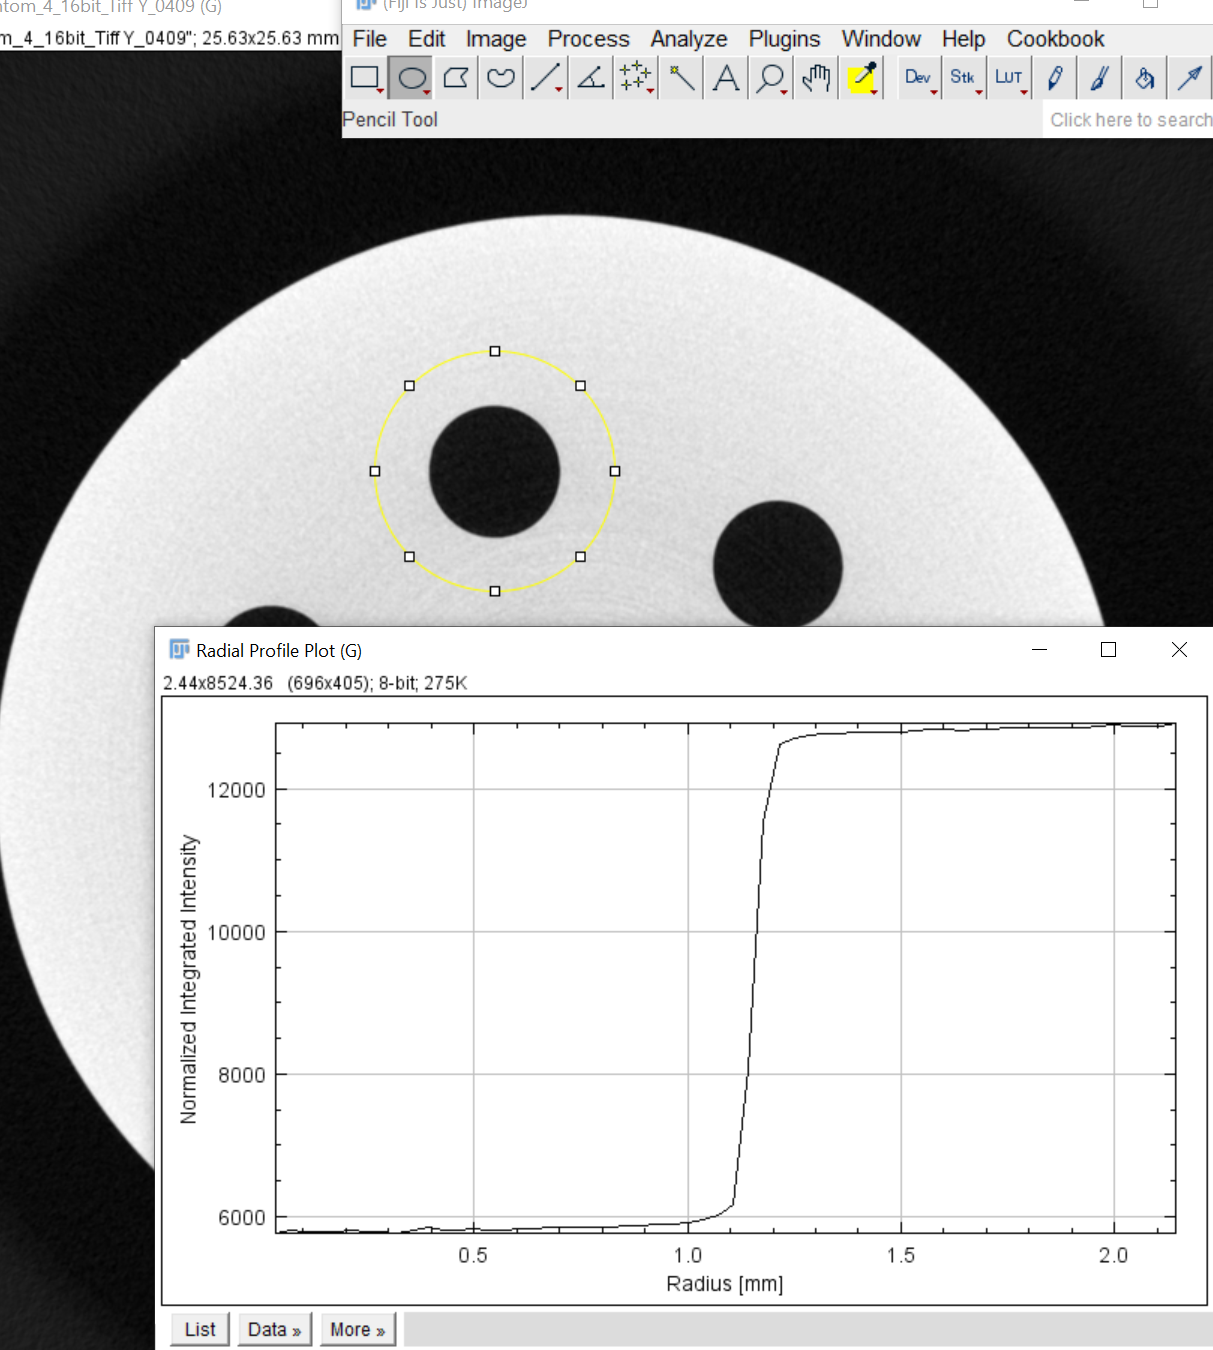 ntom_4_16bit_Tiff Y_0409 (G)
(Fiji Is Just) ImageJ
m_4_16bit_Tiff Y_0409"; 25.63x25.63 mm
File Edit Image Process Analyze Plugins Window Help Cookbook
Dev Stk LUT
Pencil Tool
Click here to search
Radial Profile Plot (G)
2.44x8524.36 (696x405); 8-bit; 275K
Normalized Integrated Intensity
12000
10000
8000
6000
0.5 1.0 1.5 2.0
Radius [mm]
List Data » More »